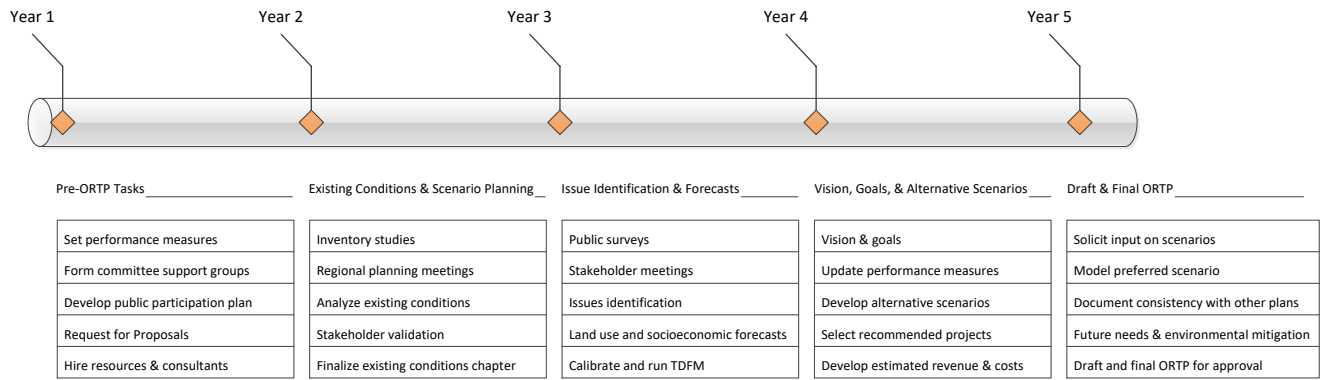 Year 1
Year 2
Year 3
Year 4
Year 5
Pre-ORTP Tasks
Set performance measures
Form committee support groups
Develop public participation plan
Request for Proposals
Hire resources & consultants
Existing Conditions & Scenario Planning
Inventory studies
Regional planning meetings
Analyze existing conditions
Stakeholder validation
Finalize existing conditions chapter
Issue Identification & Forecasts
Public surveys
Stakeholder meetings
Issues identification
Land use and socioeconomic forecasts
Calibrate and run TDFM
Vision, Goals, & Alternative Scenarios
Vision & goals
Update performance measures
Develop alternative scenarios
Select recommended projects
Develop estimated revenue & costs
Draft & Final ORTP
Solicit input on scenarios
Model preferred scenario
Document consistency with other plans
Future needs & environmental mitigation
Draft and final ORTP for approval